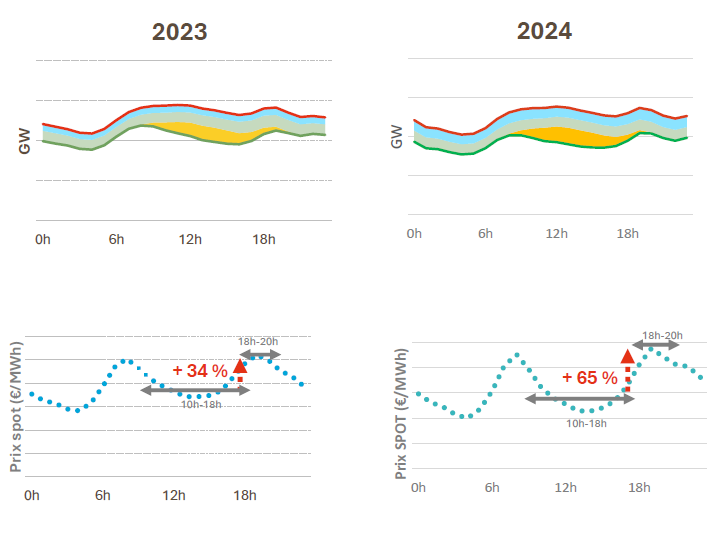 2023
GW
0h 6h 12h 18h
2024
GW
0h 6h 12h 18h
Prix spot (€/MWh)
18h-20h
+ 34 %
10h-18h
0h 6h 12h 18h
Prix SPOT (€/MWh)
18h-20h
+ 65 %
10h-18h
0h 6h 12h 18h